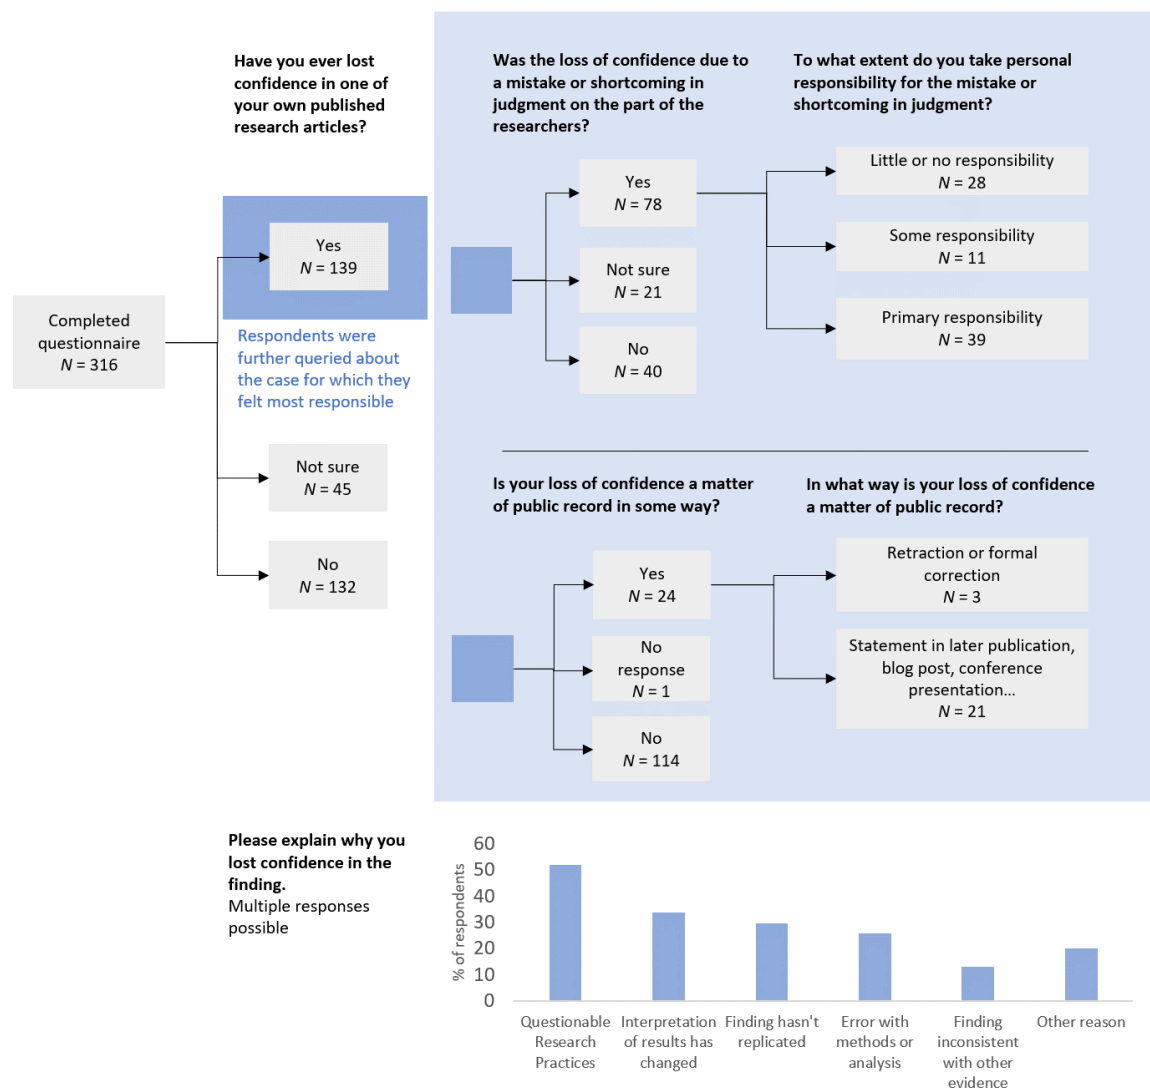 Have you ever lost
confidence in one of
your own published
research articles?
Was the loss of confidence due to
a mistake or shortcoming in
judgment on the part of the
researchers?
To what extent do you take personal
responsibility for the mistake or
shortcoming in judgment?
Completed
questionnaire
N = 316
Yes
N = 139
Respondents were
further queried about
the case for which they
felt most responsible
Not sure
N = 45
No
N = 132
Yes
N = 78
Not sure
N = 21
No
N = 40
Little or no responsibility
N = 28
Some responsibility
N = 11
Primary responsibility
N = 39
Is your loss of confidence a matter
of public record in some way?
In what way is your loss of confidence
a matter of public record?
Yes
N = 24
No
response
N = 1
No
N = 114
Retraction or formal
correction
N = 3
Statement in later publication,
blog post, conference
presentation...
N = 21
Please explain why you
lost confidence in the
finding.
Multiple responses
possible
% of respondents
60
50
40
30
20
10
0
Questionable
Research
Practices
Interpretation
of results has
changed
Finding hasn't
replicated
Error with
methods or
analysis
Finding
inconsistent
with other
evidence
Other reason